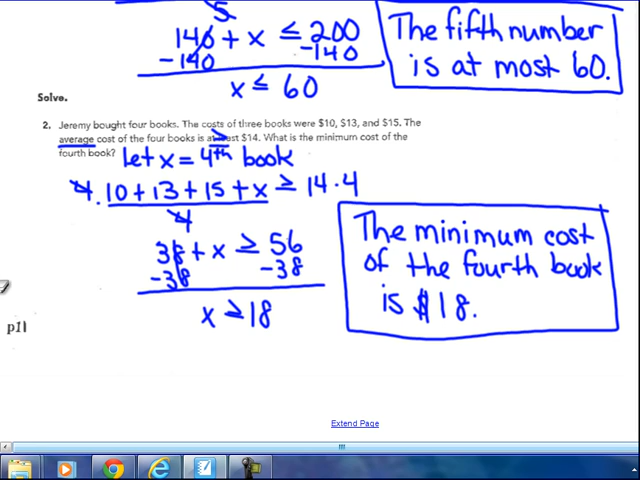 5
140 + x ≤ 200
-140 -140
x ≤ 60
The fifth number
is at most 60.
Solve.
2. Jeremy bought four books. The costs of three books were $10, $13, and $15. The
average cost of the four books is at least $14. What is the minimum cost of the
fourth book?
≥
Let x = 4th book
4 · 10 + 13 + 15 + x ≥ 14 · 4
4
38 + x ≥ 56
-38 -38
x ≥ 18
The minimum cost
of the fourth book
is $18.
p11
Extend Page